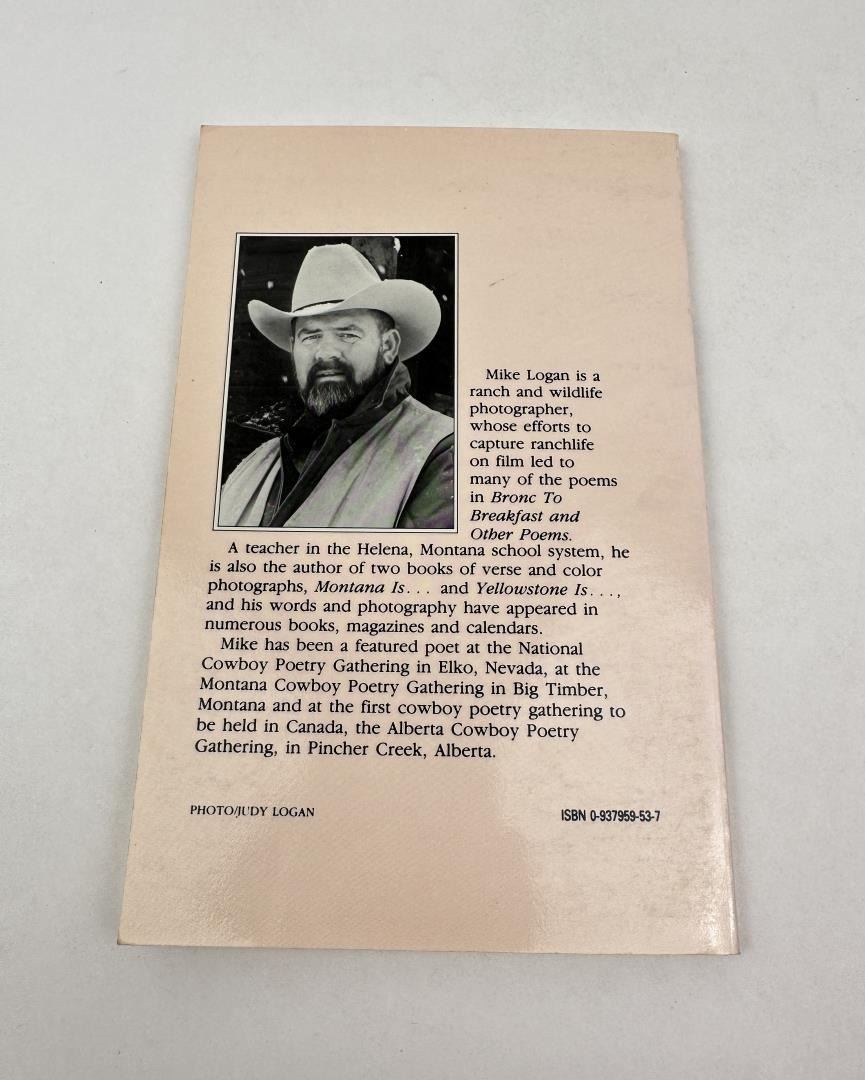 Mike Logan is a
ranch and wildlife
photographer,
whose efforts to
capture ranchlife
on film led to
many of the poems
in Bronc To
Breakfast and
Other Poems.
A teacher in the Helena, Montana school system, he
is also the author of two books of verse and color
photographs, Montana Is. . . and Yellowstone Is. . . ,
and his words and photography have appeared in
numerous books, magazines and calendars.
Mike has been a featured poet at the National
Cowboy Poetry Gathering in Elko, Nevada, at the
Montana Cowboy Poetry Gathering in Big Timber,
Montana and at the first cowboy poetry gathering to
be held in Canada, the Alberta Cowboy Poetry
Gathering, in Pincher Creek, Alberta.
PHOTO/JUDY LOGAN
ISBN 0-937959-53-7